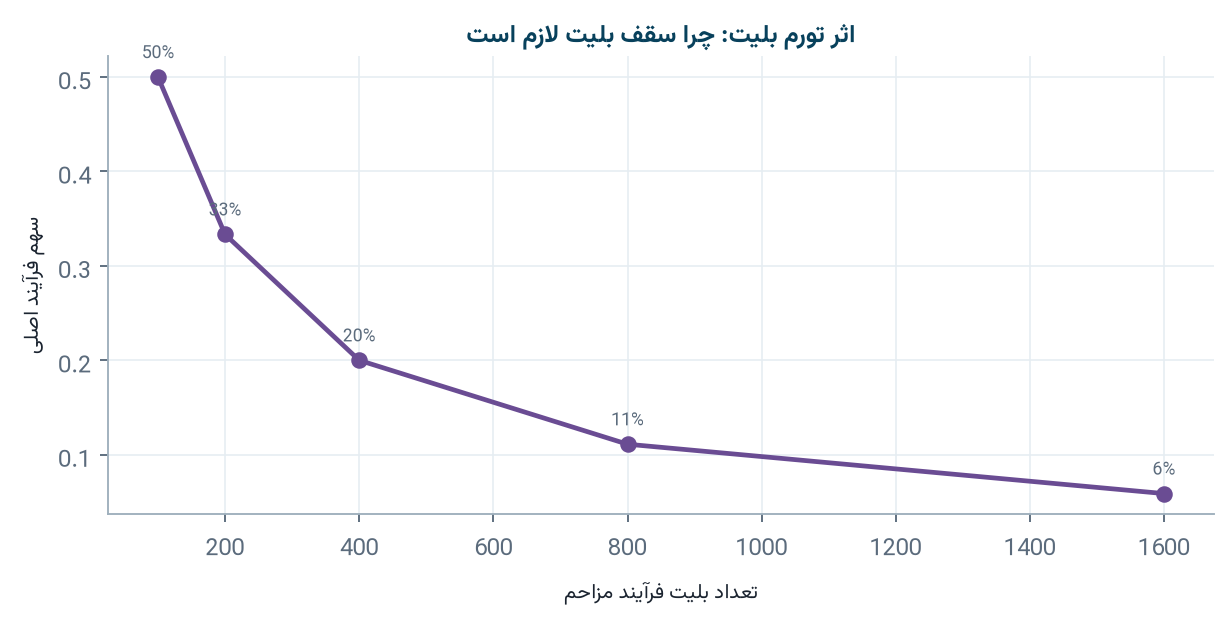 اثر تورم بلیت: چرا سقف بلیت لازم است
50%
0.5
0.4
33%
0.3
20%
0.2
11%
0.1
6%
سهم فرآیند اصلی
200 400 600 800 1000 1200 1400 1600
تعداد بلیت فرآیند مزاحم